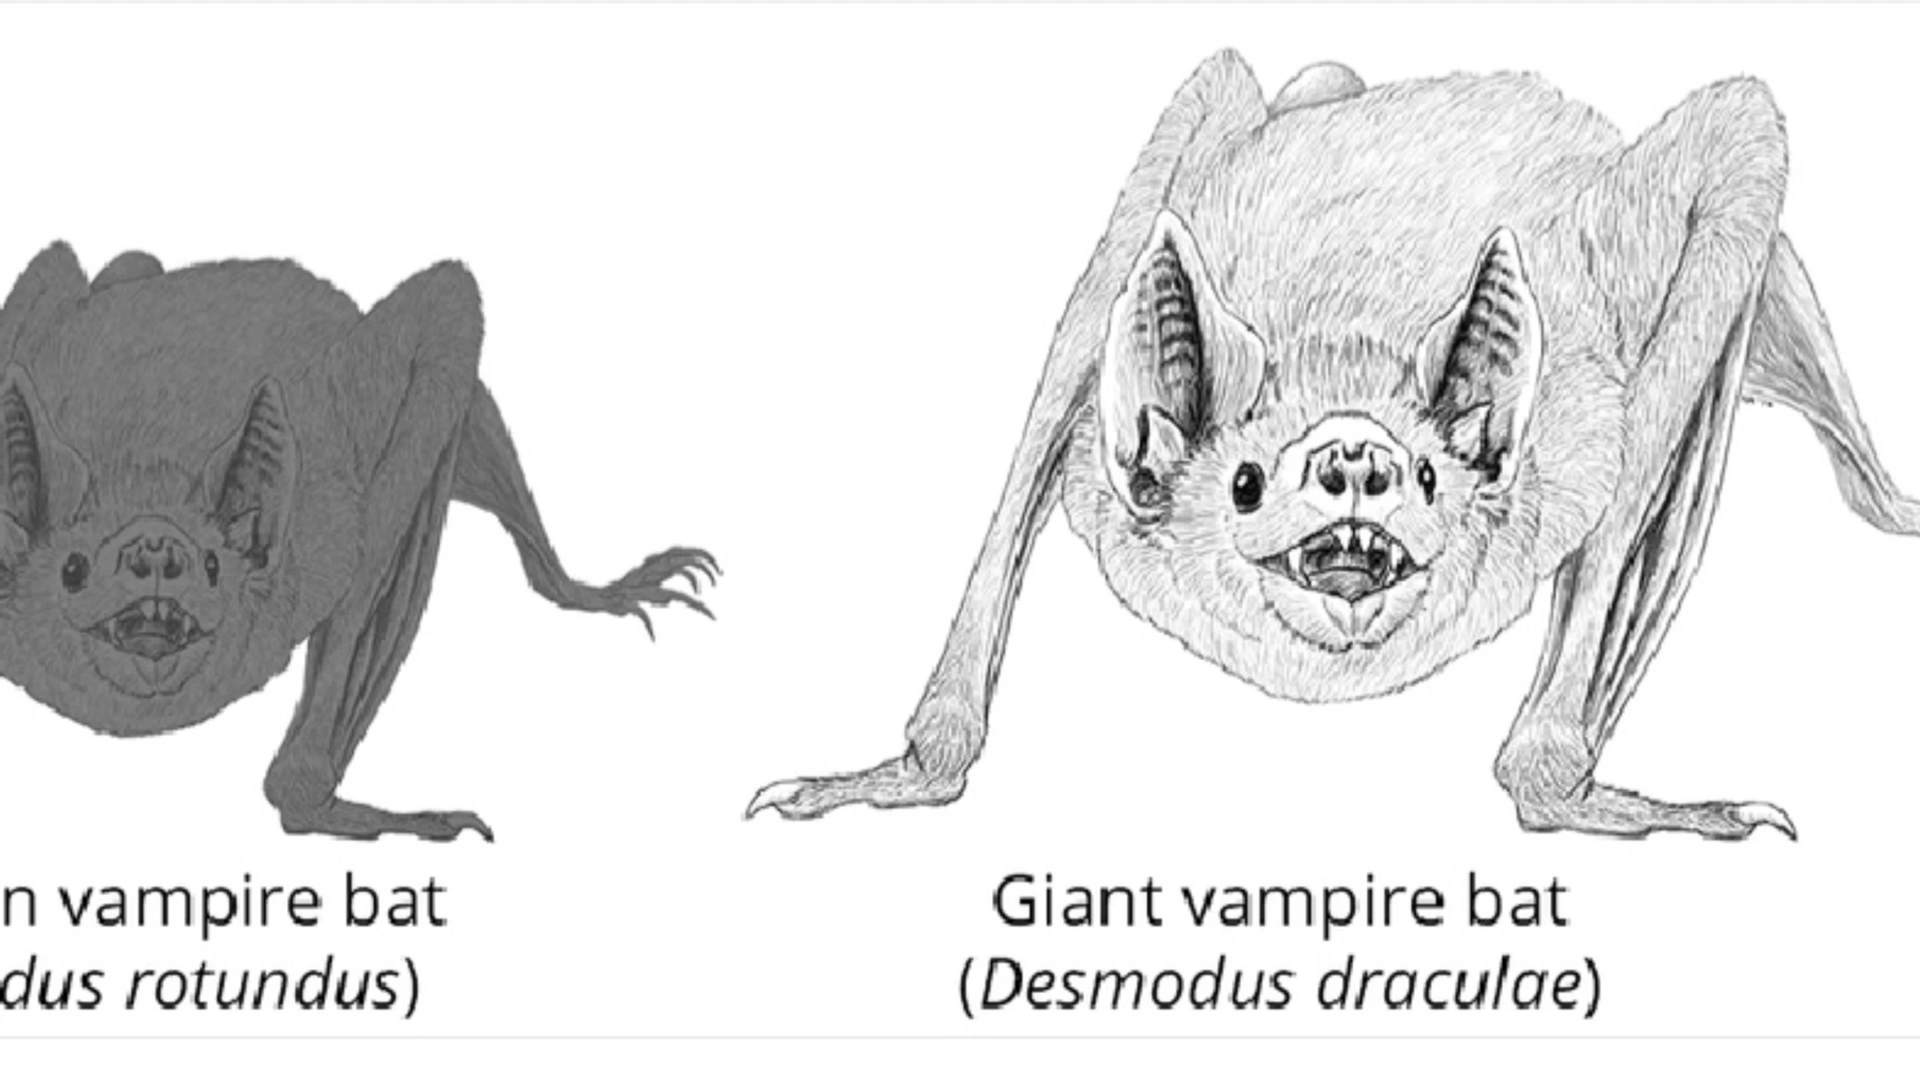 n vampire bat
dus rotundus)
Giant vampire bat
(Desmodus draculae)